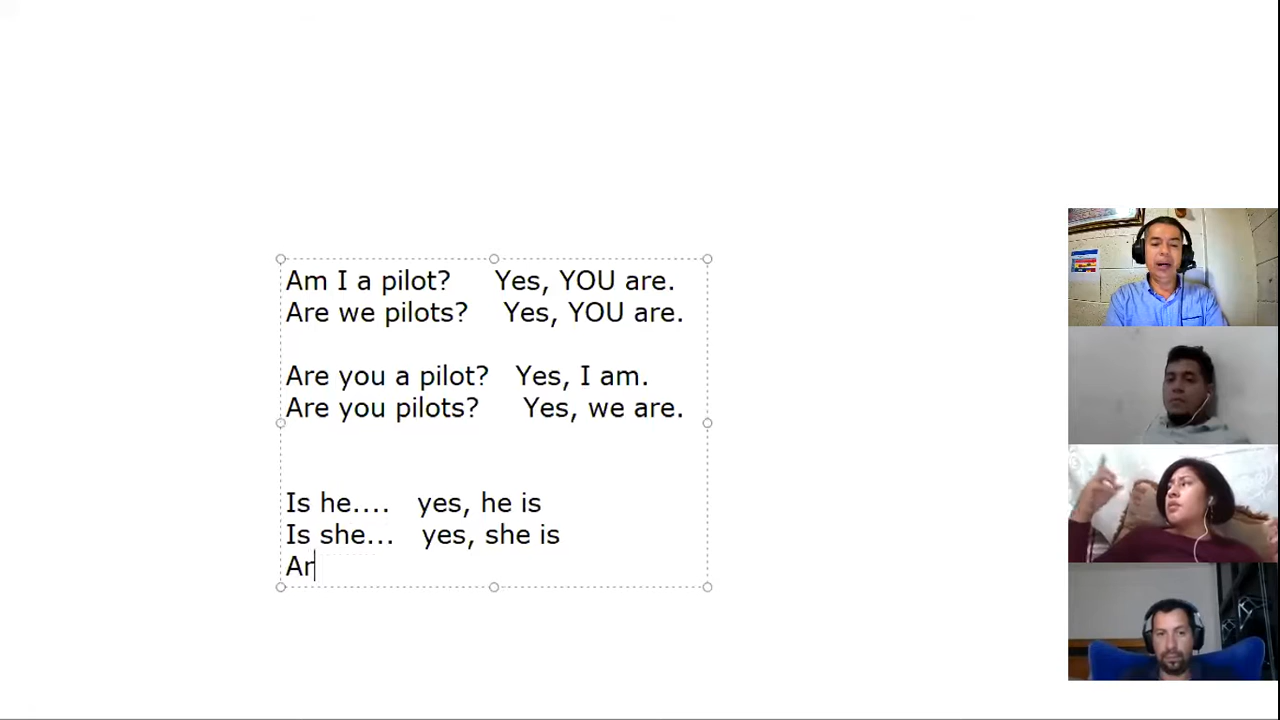 Am I a pilot? Yes, YOU are.
Are we pilots? Yes, YOU are.
Are you a pilot? Yes, I am.
Are you pilots? Yes, we are.
Is he.... yes, he is
Is she... yes, she is
Ar